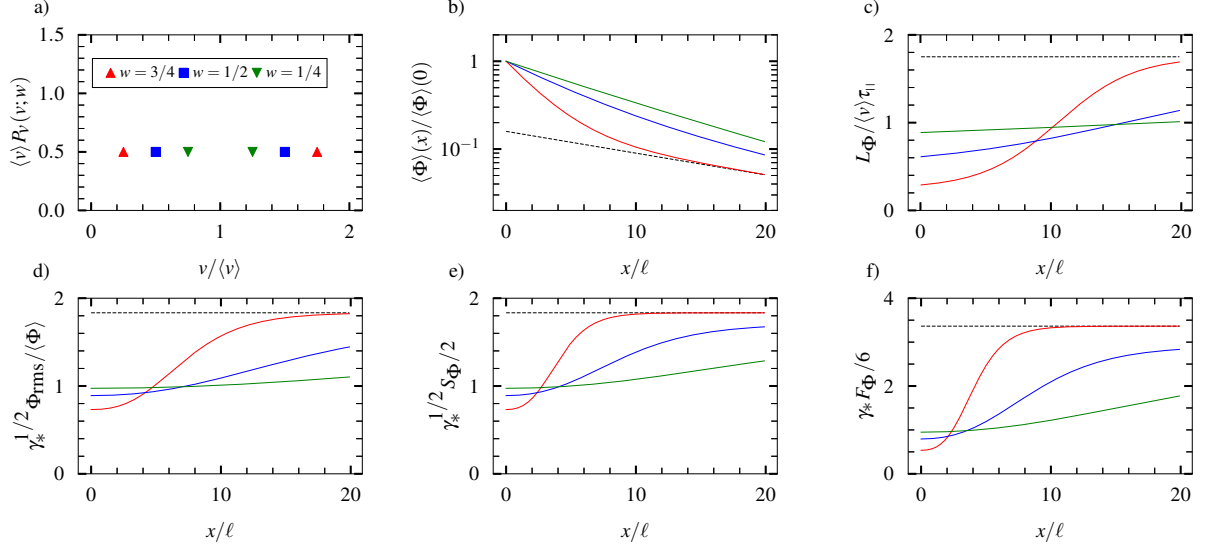 a)
1.5
1.0
0.5
0.0
⟨v⟩P_V(v;w)
w = 3/4 w = 1/2 w = 1/4
0 1 2
v/⟨v⟩
b)
1
10^{-1}
⟨Φ⟩(x)/⟨Φ⟩(0)
0 10 20
x/ℓ
c)
2
1
0
L_Φ/⟨v⟩τ_∥
0 10 20
x/ℓ
d)
2
1
0
γ_*^{1/2} Φ_rms/⟨Φ⟩
0 10 20
x/ℓ
e)
2
1
0
γ_*^{1/2} S_Φ/2
0 10 20
x/ℓ
f)
4
2
0
γ_* F_Φ/6
0 10 20
x/ℓ